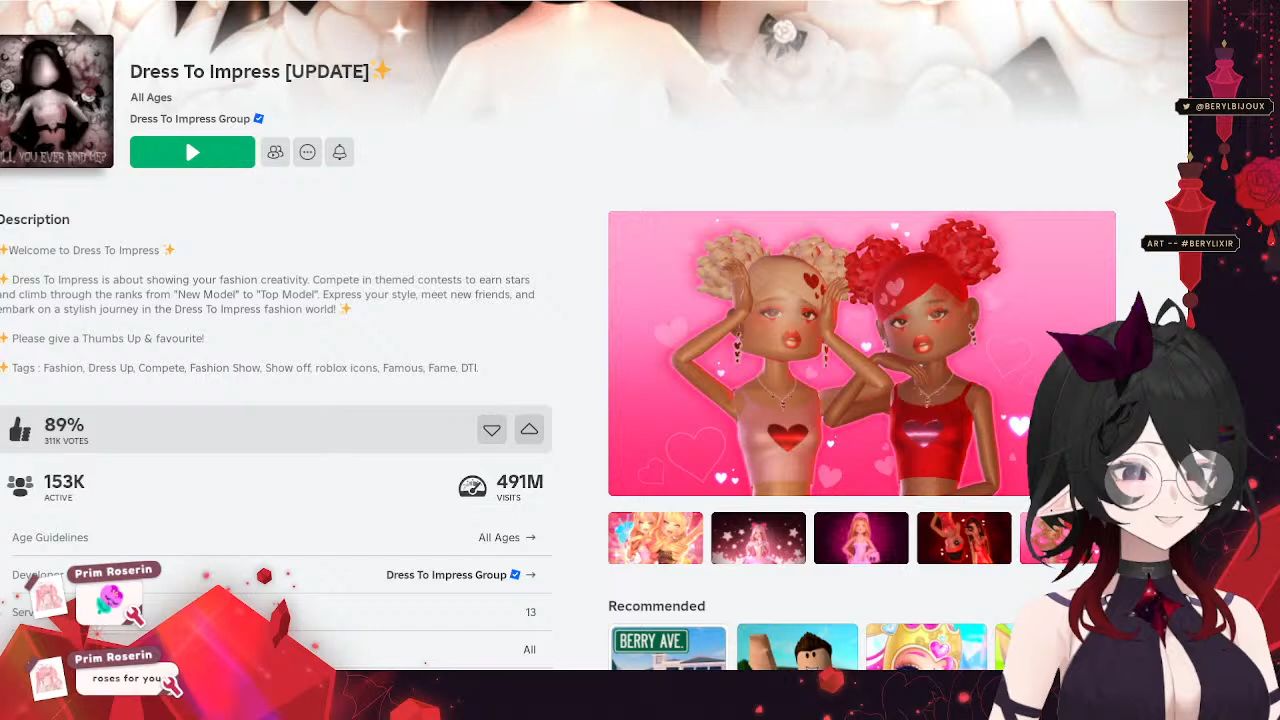 Dress To Impress [UPDATE]✨
All Ages
Dress To Impress Group
@BERYLBIJOUX
ALL YOU EVER FIND ME?
Description
✨Welcome to Dress To Impress ✨
✨ Dress To Impress is about showing your fashion creativity. Compete in themed contests to earn stars
and climb through the ranks from "New Model" to "Top Model". Express your style, meet new friends, and
embark on a stylish journey in the Dress To Impress fashion world! ✨
✨ Please give a Thumbs Up & favourite!
✨ Tags : Fashion, Dress Up, Compete, Fashion Show, Show off, roblox icons, Famous, Fame, DTI.
ART -- #BERYLIXIR
89%
311K VOTES
153K
ACTIVE
491M
VISITS
Age Guidelines
All Ages →
Dress To Impress Group →
13
All
Prim Roserin
Prim Roserin
roses for you
Recommended
BERRY AVE.